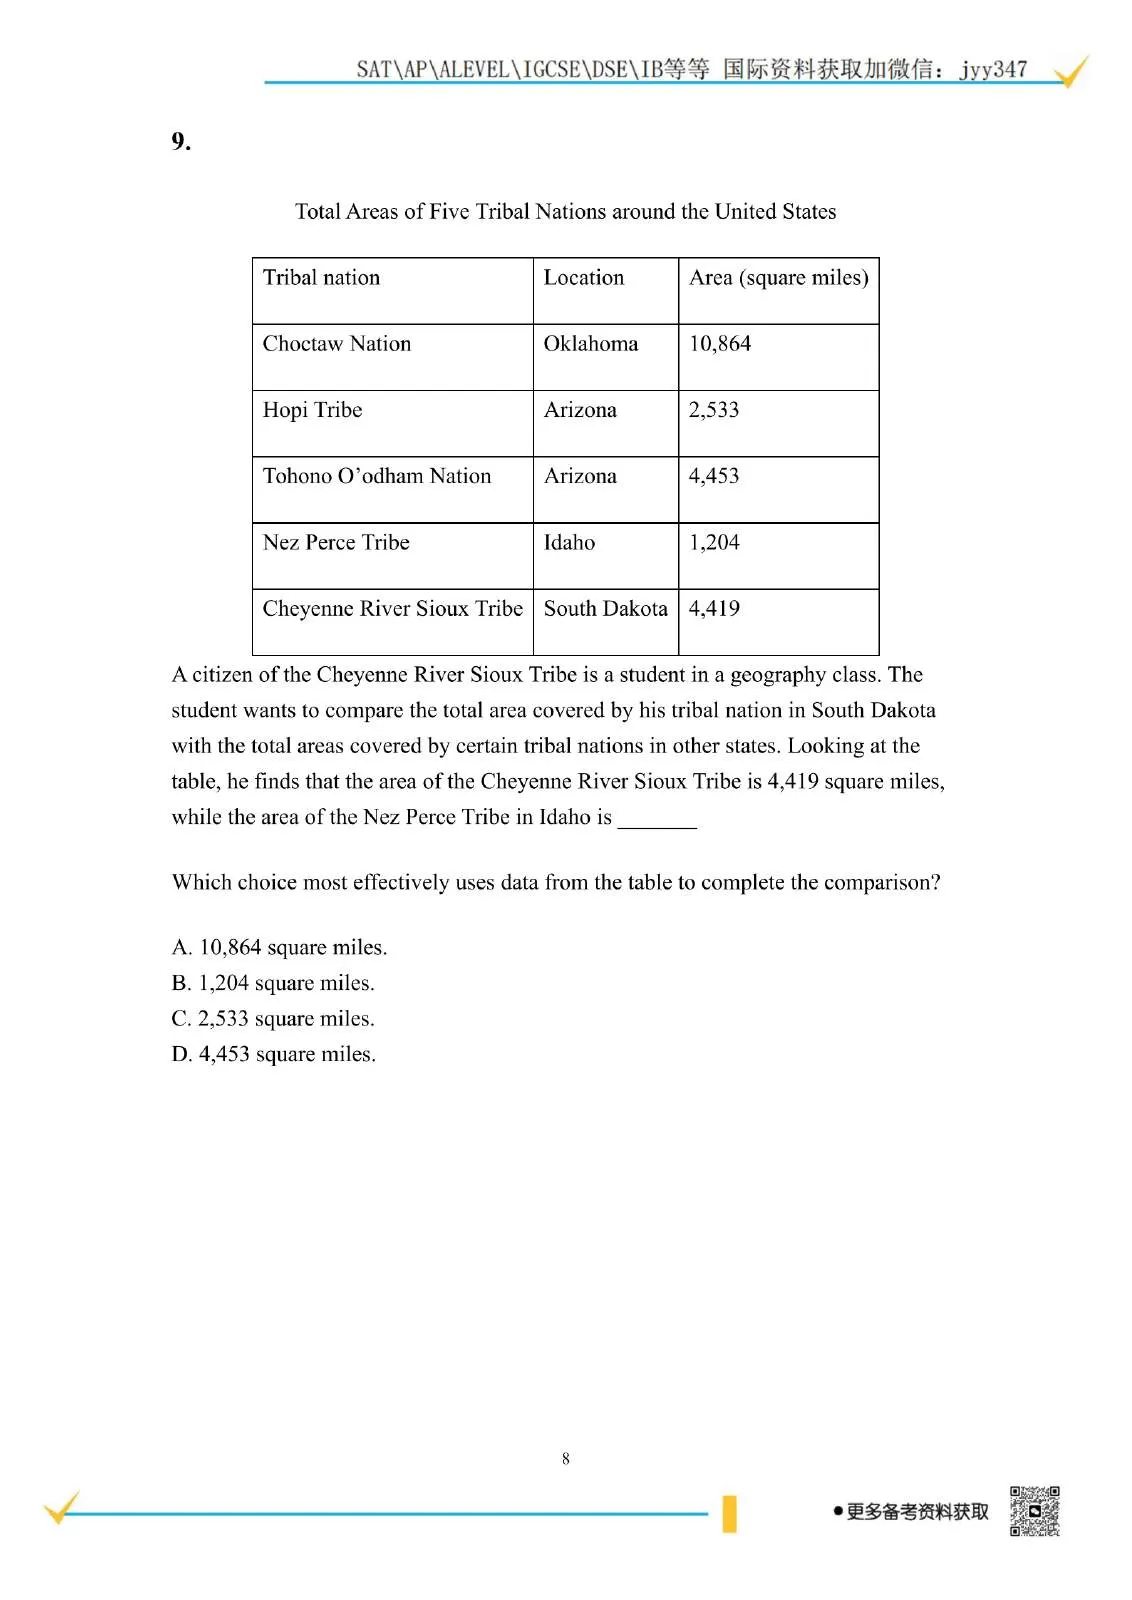 SAT\AP\ALEVEL\IGCSE\DSE\IB等等 国际资料获取加微信：jyy347
9.
Total Areas of Five Tribal Nations around the United States
Tribal nation Location Area (square miles)
Choctaw Nation Oklahoma 10,864
Hopi Tribe Arizona 2,533
Tohono O’odham Nation Arizona 4,453
Nez Perce Tribe Idaho 1,204
Cheyenne River Sioux Tribe South Dakota 4,419
A citizen of the Cheyenne River Sioux Tribe is a student in a geography class. The
student wants to compare the total area covered by his tribal nation in South Dakota
with the total areas covered by certain tribal nations in other states. Looking at the
table, he finds that the area of the Cheyenne River Sioux Tribe is 4,419 square miles,
while the area of the Nez Perce Tribe in Idaho is _______
Which choice most effectively uses data from the table to complete the comparison?
A. 10,864 square miles.
B. 1,204 square miles.
C. 2,533 square miles.
D. 4,453 square miles.
8
●更多备考资料获取